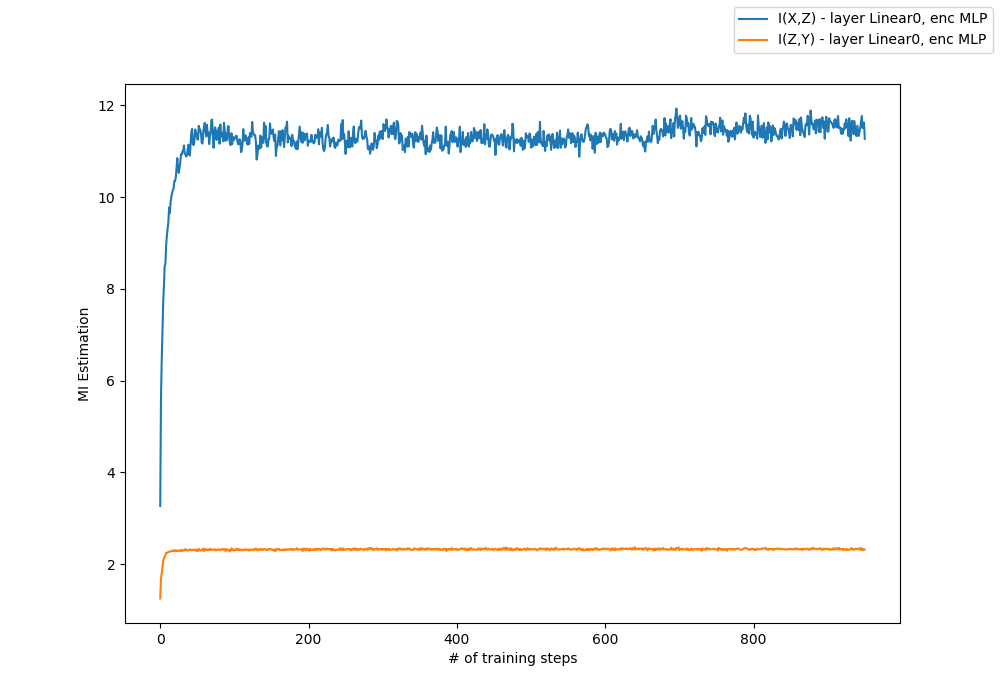 I(X,Z) - layer Linear0, enc MLP
I(Z,Y) - layer Linear0, enc MLP
12
10
8
6
4
2
MI Estimation
0
200
400
600
800
# of training steps